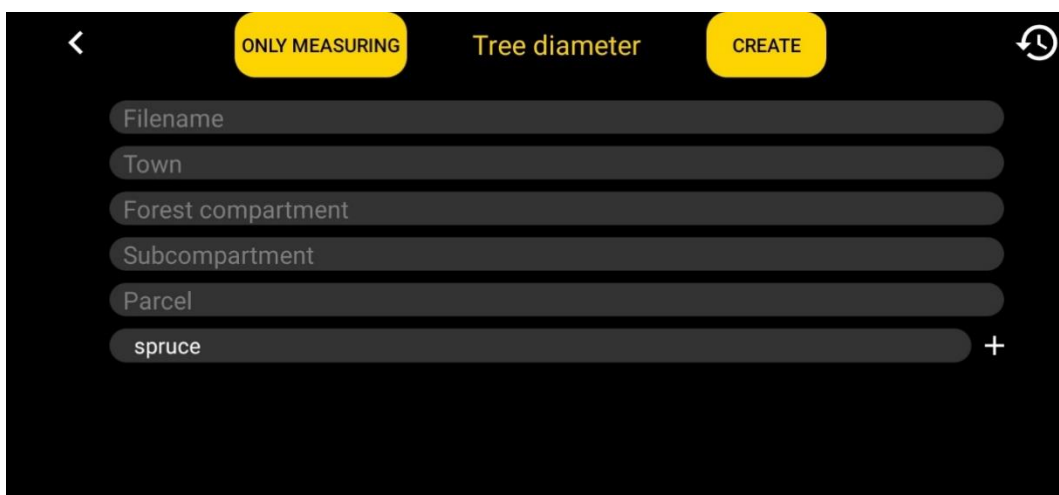 ONLY MEASURING Tree diameter CREATE
Filename
Town
Forest compartment
Subcompartment
Parcel
spruce +